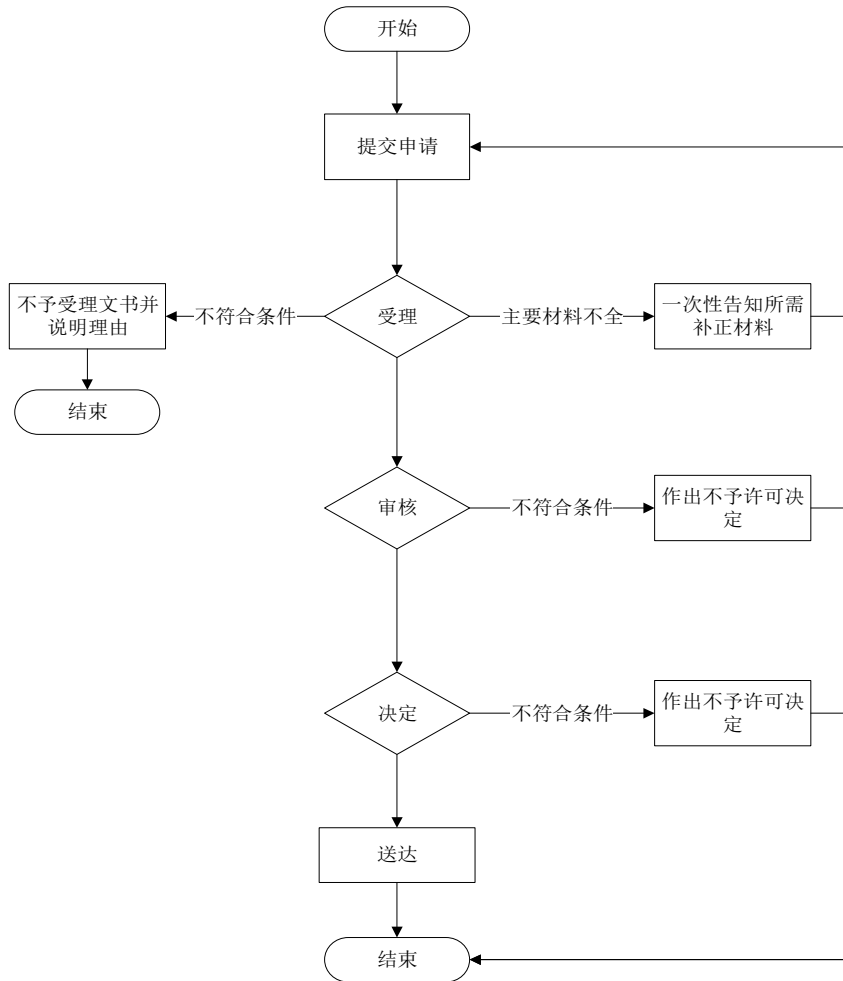 开始
提交申请
不予受理文书并
说明理由
不符合条件
受理
主要材料不全
一次性告知所需
补正材料
结束
审核
不符合条件
作出不予许可决
定
决定
不符合条件
作出不予许可决
定
送达
结束